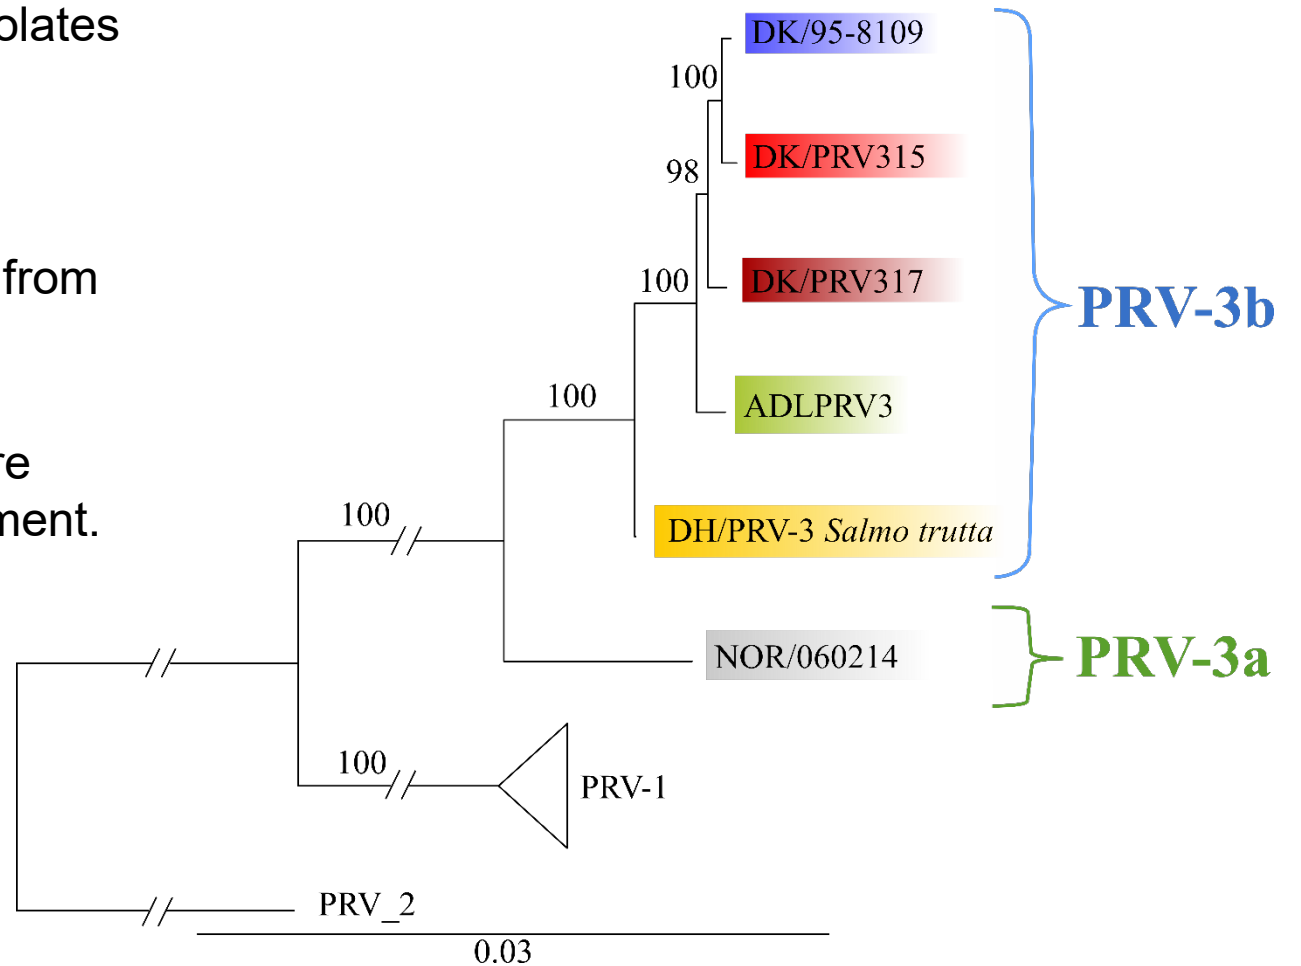 olates
from
re
ment.
DK/95-8109
100
DK/PRV315
98
DK/PRV317
100
PRV-3b
ADLPRV3
100
DH/PRV-3 Salmo trutta
100
NOR/060214
PRV-3a
100
PRV-1
PRV_2
0.03